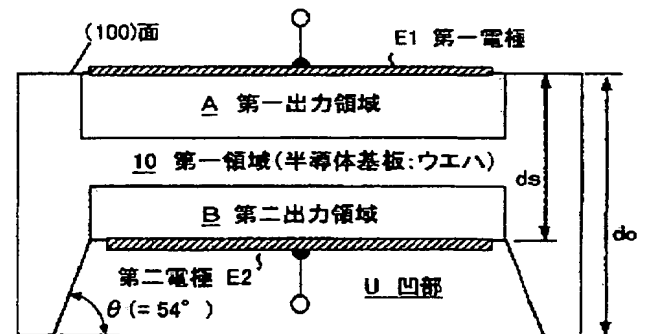 (100)面
E1 第一電極
A 第一出力領域
10 第一領域(半導体基板:ウエハ)
ds
do
B 第二出力領域
第二電極 E2
U 凹部
θ(=54°)